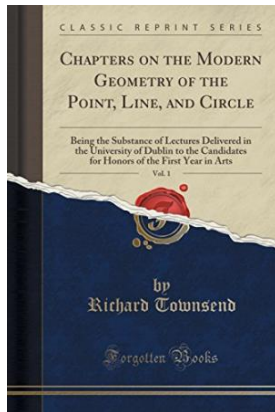 CLASSIC REPRINT SERIES
CHAPTERS ON THE MODERN
GEOMETRY OF THE
POINT, LINE, AND CIRCLE
Being the Substance of Lectures Delivered in
the University of Dublin to the Candidates
for Honors of the First Year in Arts
Vol. 1
by
Richard Townsend
Forgotten Books